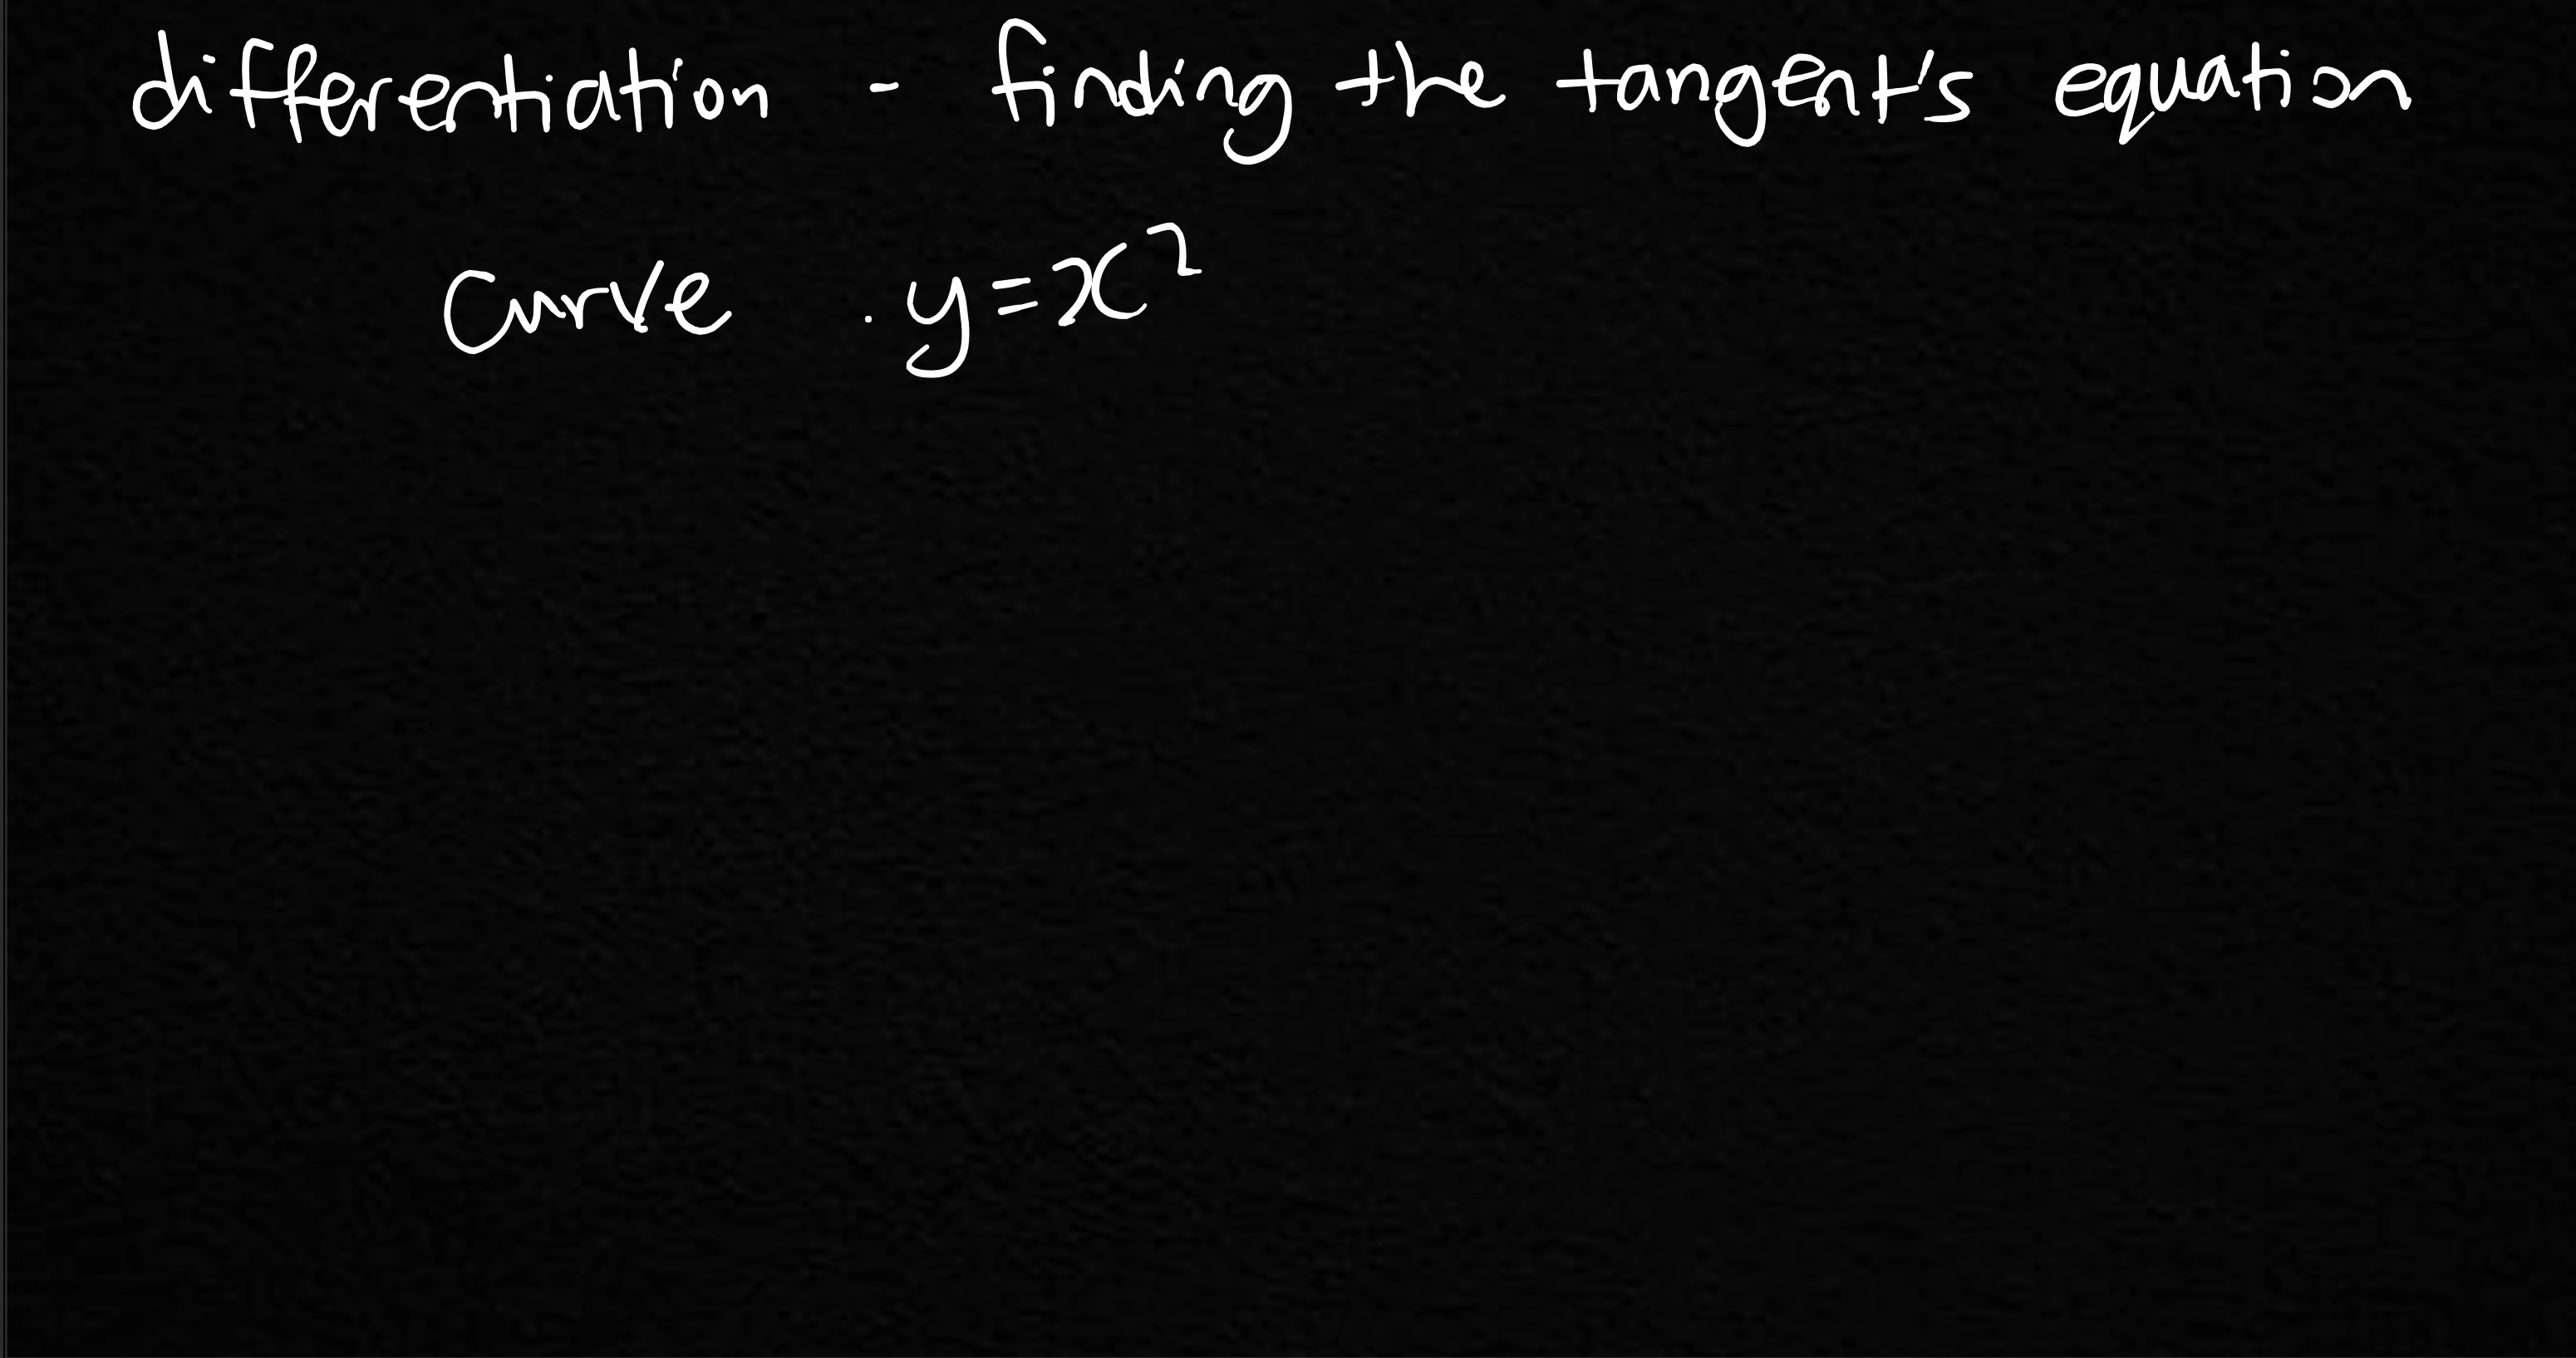 differentiation - finding the tangent's equation
Curve . y=x²